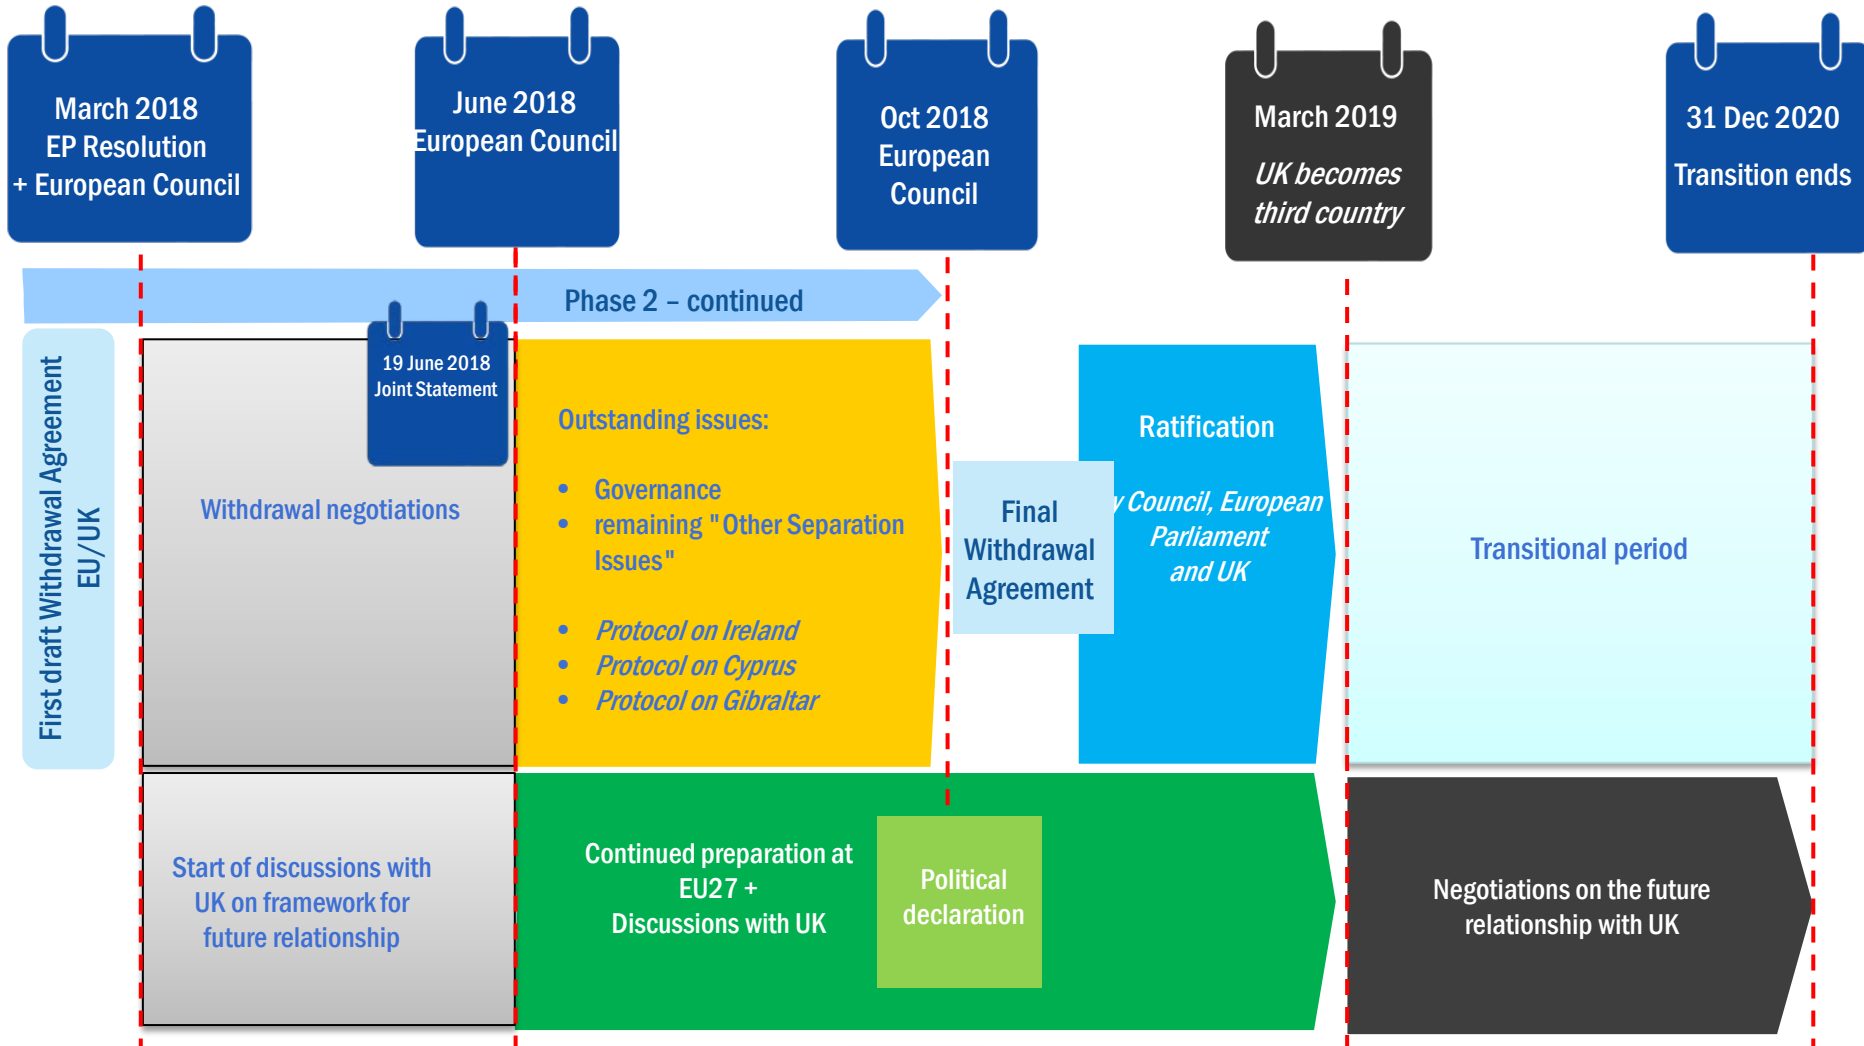 March 2018
EP Resolution
+ European Council
June 2018
European Council
Oct 2018
European
Council
March 2019
UK becomes
third country
31 Dec 2020
Transition ends
Phase 2 – continued
First draft Withdrawal Agreement
EU/UK
19 June 2018
Joint Statement
Withdrawal negotiations
Outstanding issues:
• Governance
• remaining "Other Separation
Issues"
• Protocol on Ireland
• Protocol on Cyprus
• Protocol on Gibraltar
Final
Withdrawal
Agreement
Ratification
y Council, European
Parliament
and UK
Transitional period
Start of discussions with
UK on framework for
future relationship
Continued preparation at
EU27 +
Discussions with UK
Political
declaration
Negotiations on the future
relationship with UK